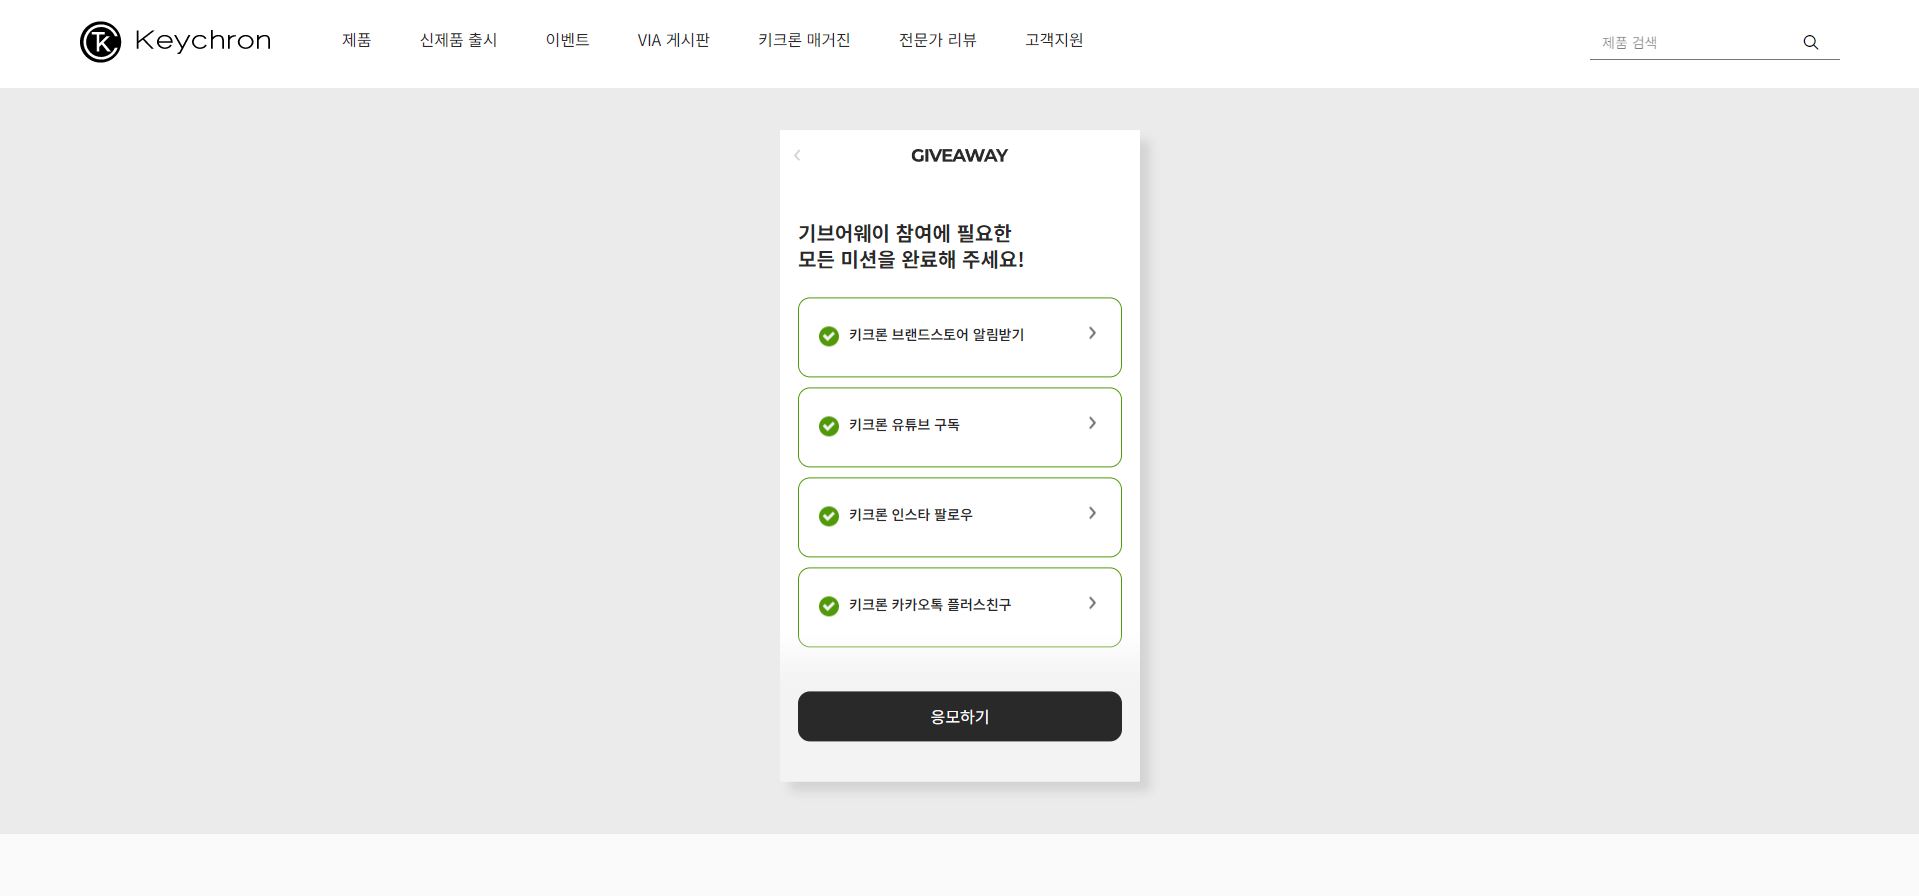 Keychron
제품
신제품 출시
이벤트
VIA 게시판
키크론 매거진
전문가 리뷰
고객지원
제품 검색
GIVEAWAY
기브어웨이 참여에 필요한
모든 미션을 완료해 주세요!
키크론 브랜드스토어 알림받기
키크론 유튜브 구독
키크론 인스타 팔로우
키크론 카카오톡 플러스친구
응모하기